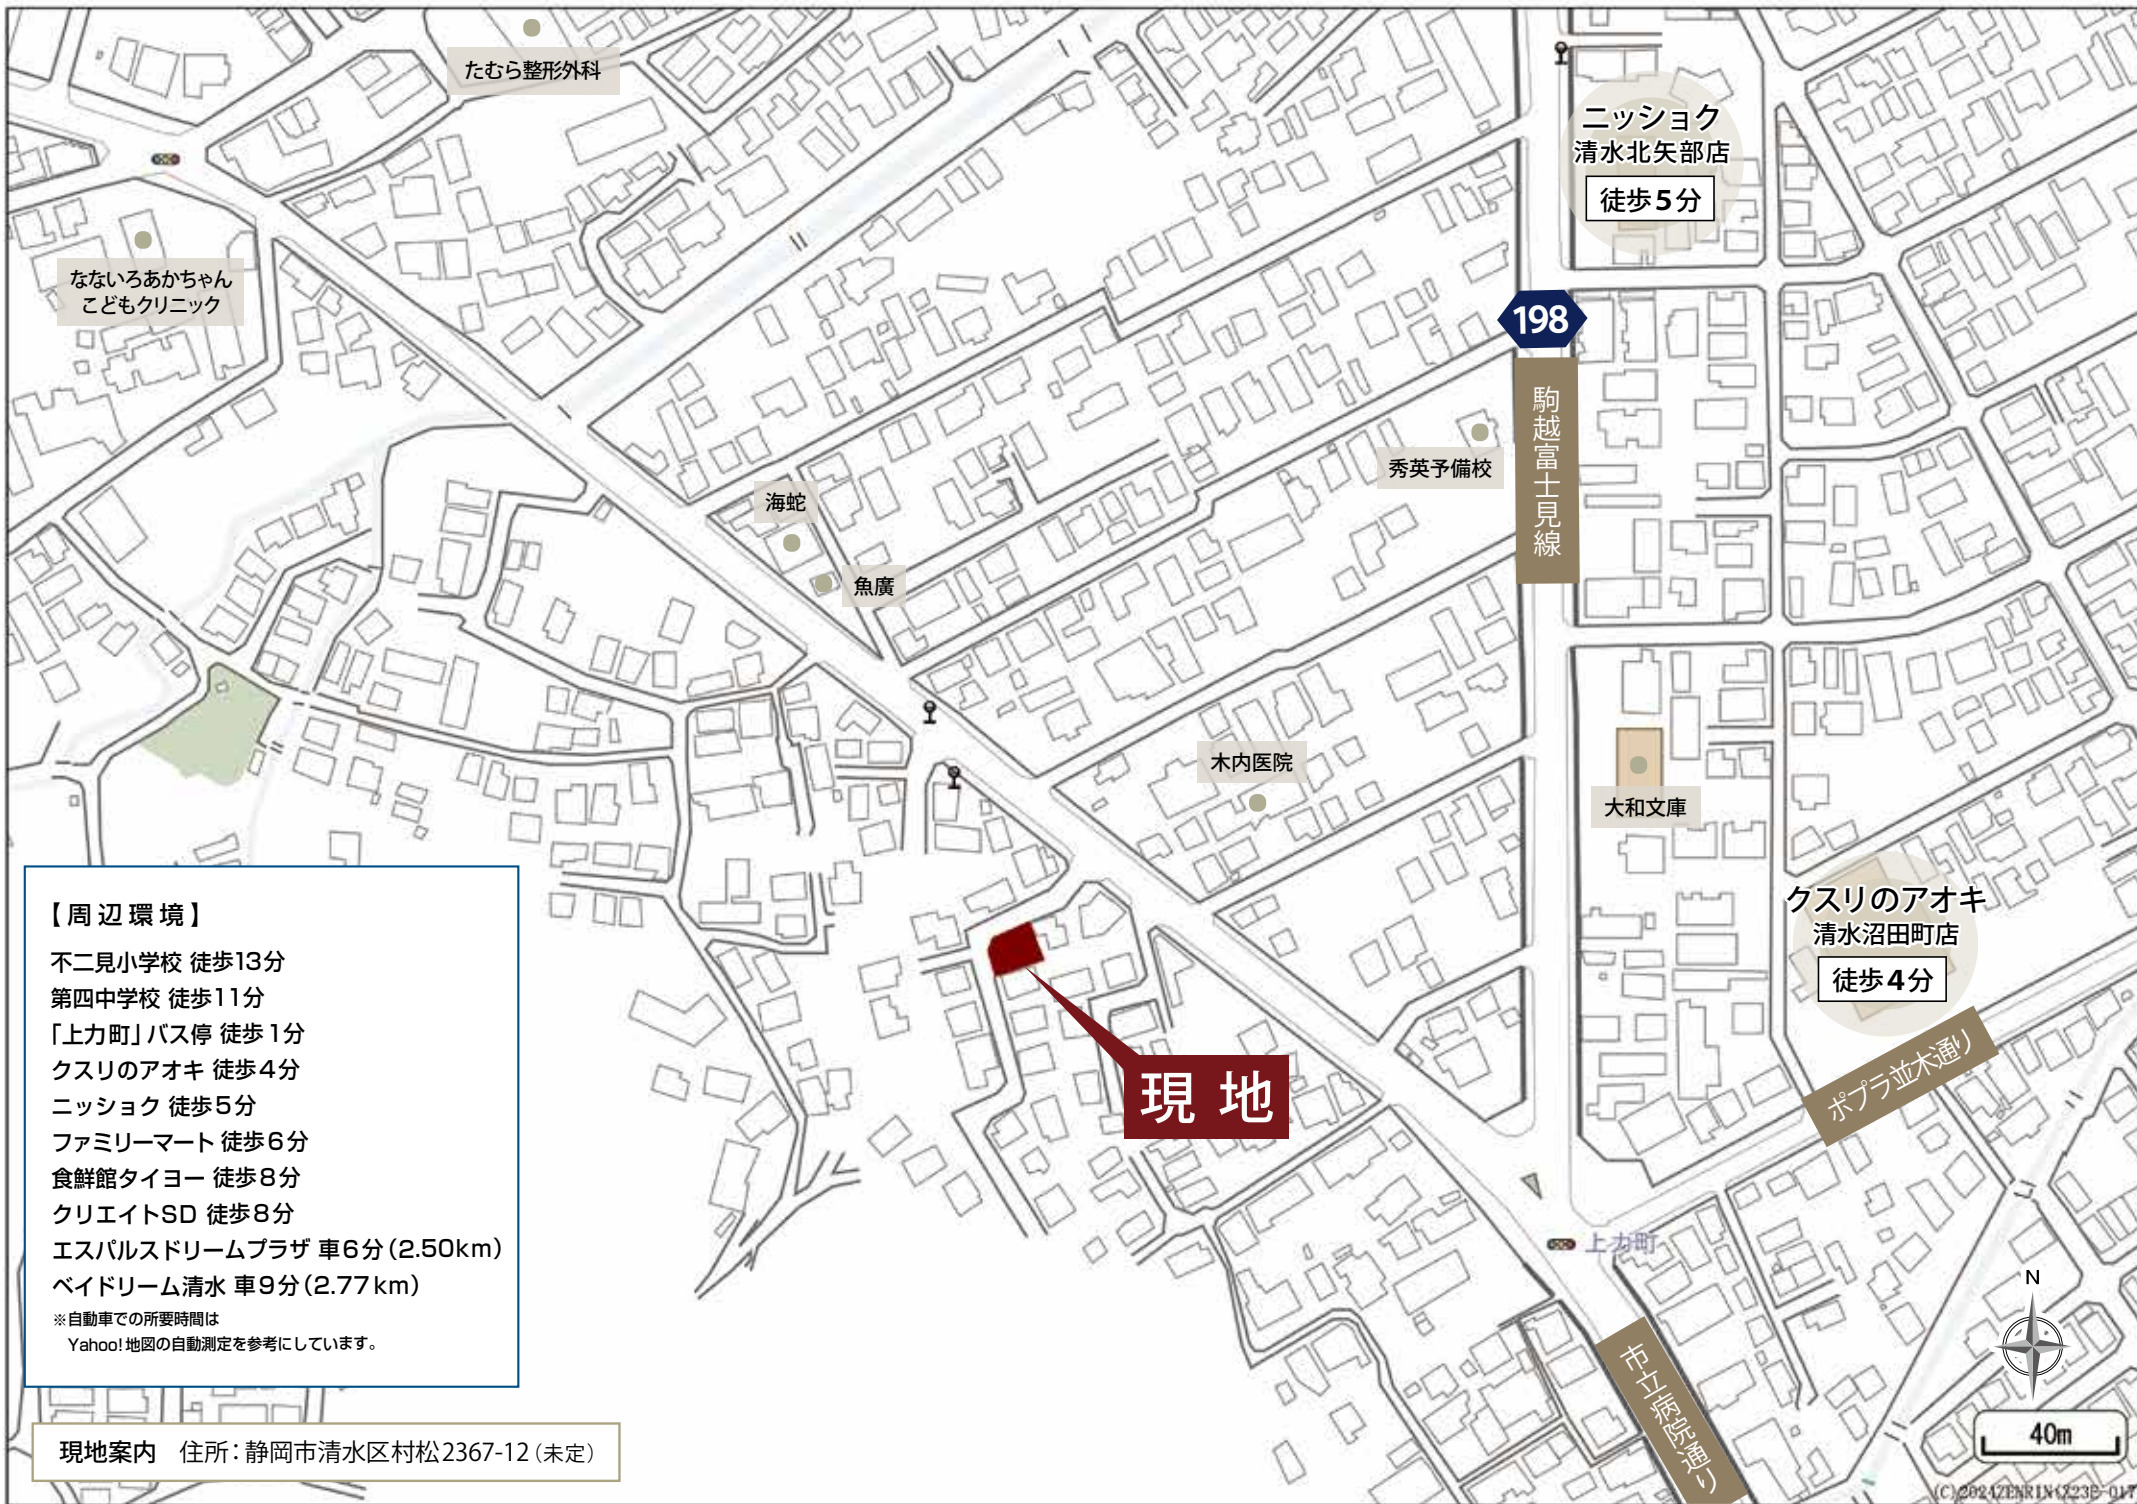 たむら整形外科
ニッショク
清水北矢部店
徒歩5分
なないろあかちゃん
こどもクリニック
198
駒越富士見線
秀英予備校
海蛇
魚廣
木内医院
大和文庫
クスリのアオキ
清水沼田町店
徒歩4分
ポプラ並木通り
現地
上力町
市立病院通り
【周辺環境】
不二見小学校 徒歩13分
第四中学校 徒歩11分
「上力町」バス停 徒歩1分
クスリのアオキ 徒歩4分
ニッショク 徒歩5分
ファミリーマート 徒歩6分
食鮮館タイヨー 徒歩8分
クリエイトSD 徒歩8分
エスパルスドリームプラザ 車6分(2.50km)
ベイドリーム清水 車9分(2.77km)
※自動車での所要時間は
Yahoo!地図の自動測定を参考にしています。
現地案内 住所：静岡市清水区村松2367-12（未定）
N
40m